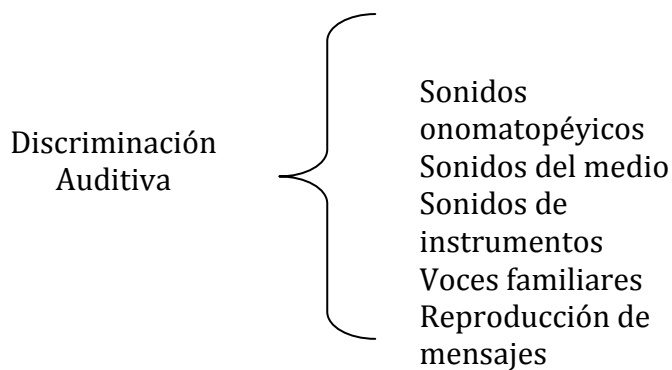 Discriminación
Auditiva
Sonidos
onomatopéyicos
Sonidos del medio
Sonidos de
instrumentos
Voces familiares
Reproducción de
mensajes